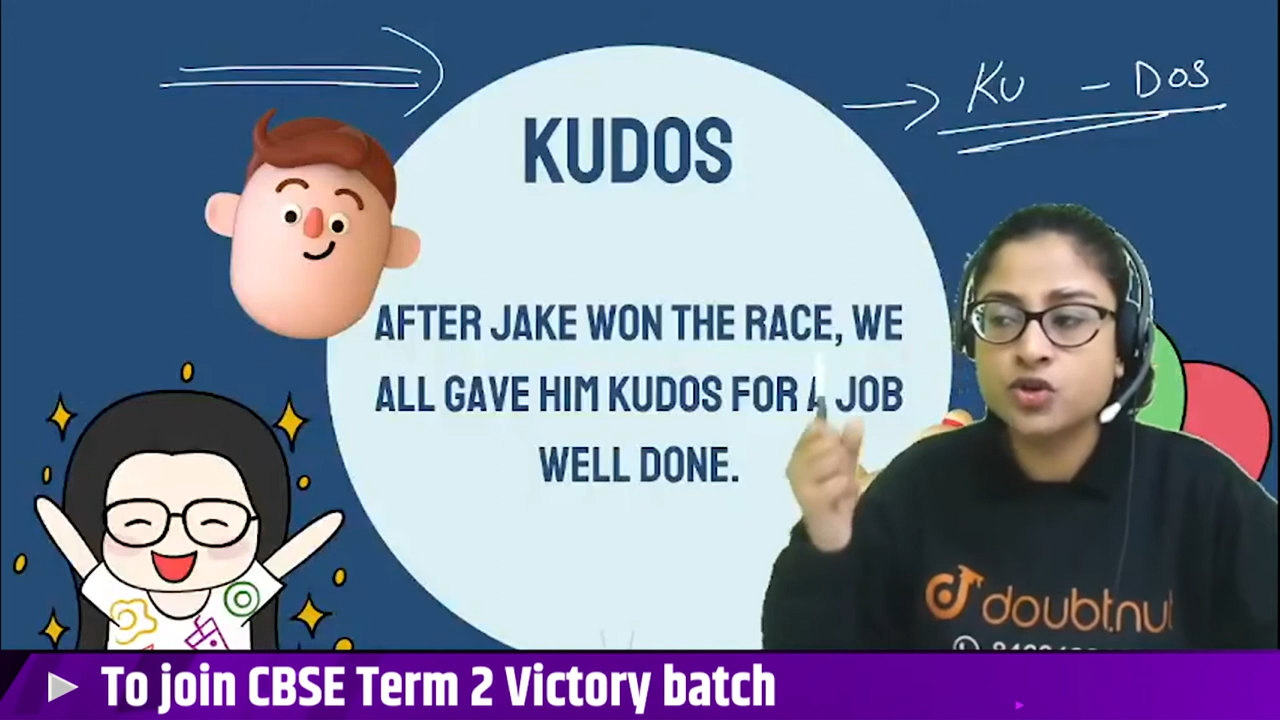 KU - DOS
KUDOS
AFTER JAKE WON THE RACE, WE
ALL GAVE HIM KUDOS FOR A JOB
WELL DONE.
doubtnut
To join CBSE Term 2 Victory batch